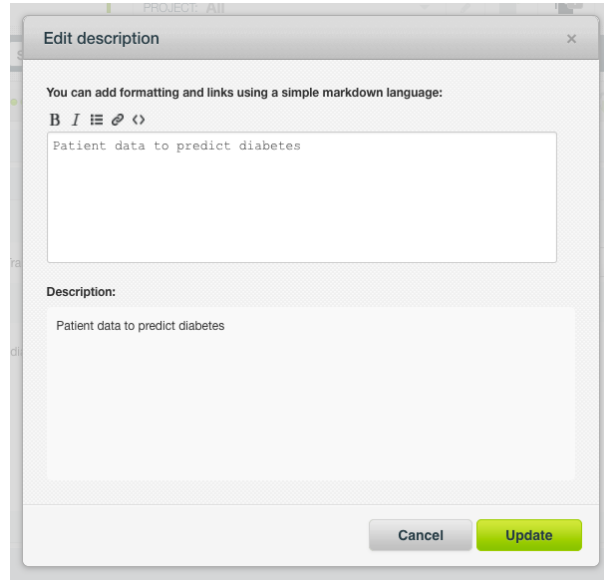 PROJECT: All
Edit description
×
You can add formatting and links using a simple markdown language:
B I
Patient data to predict diabetes
Description:
Patient data to predict diabetes
Cancel
Update